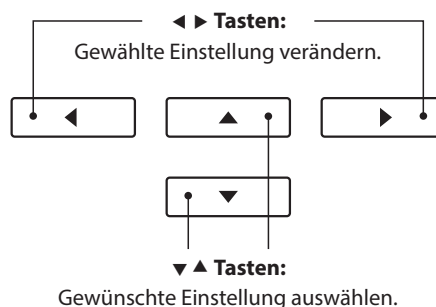 ◀ ▶ Tasten:
Gewählte Einstellung verändern.
▼ ▲ Tasten:
Gewünschte Einstellung auswählen.